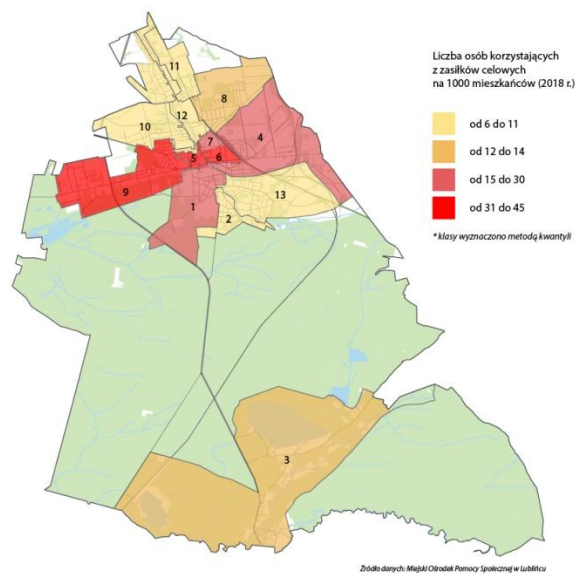 Liczba osób korzystających
z zasiłków celowych
na 1000 mieszkańców (2018 r.)
od 6 do 11
od 12 do 14
od 15 do 30
od 31 do 45
* klasy wyznaczono metodą kwantyli
11
8
10
12
7
4
5
6
9
1
2
13
3
Źródło danych: Miejski Ośrodek Pomocy Społecznej w Lublińcu